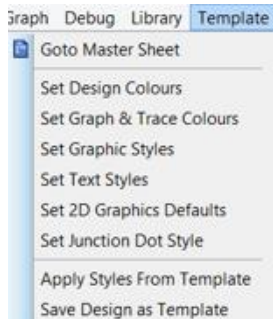 Graph Debug Library Template
Goto Master Sheet
Set Design Colours
Set Graph & Trace Colours
Set Graphic Styles
Set Text Styles
Set 2D Graphics Defaults
Set Junction Dot Style
Apply Styles From Template
Save Design as Template